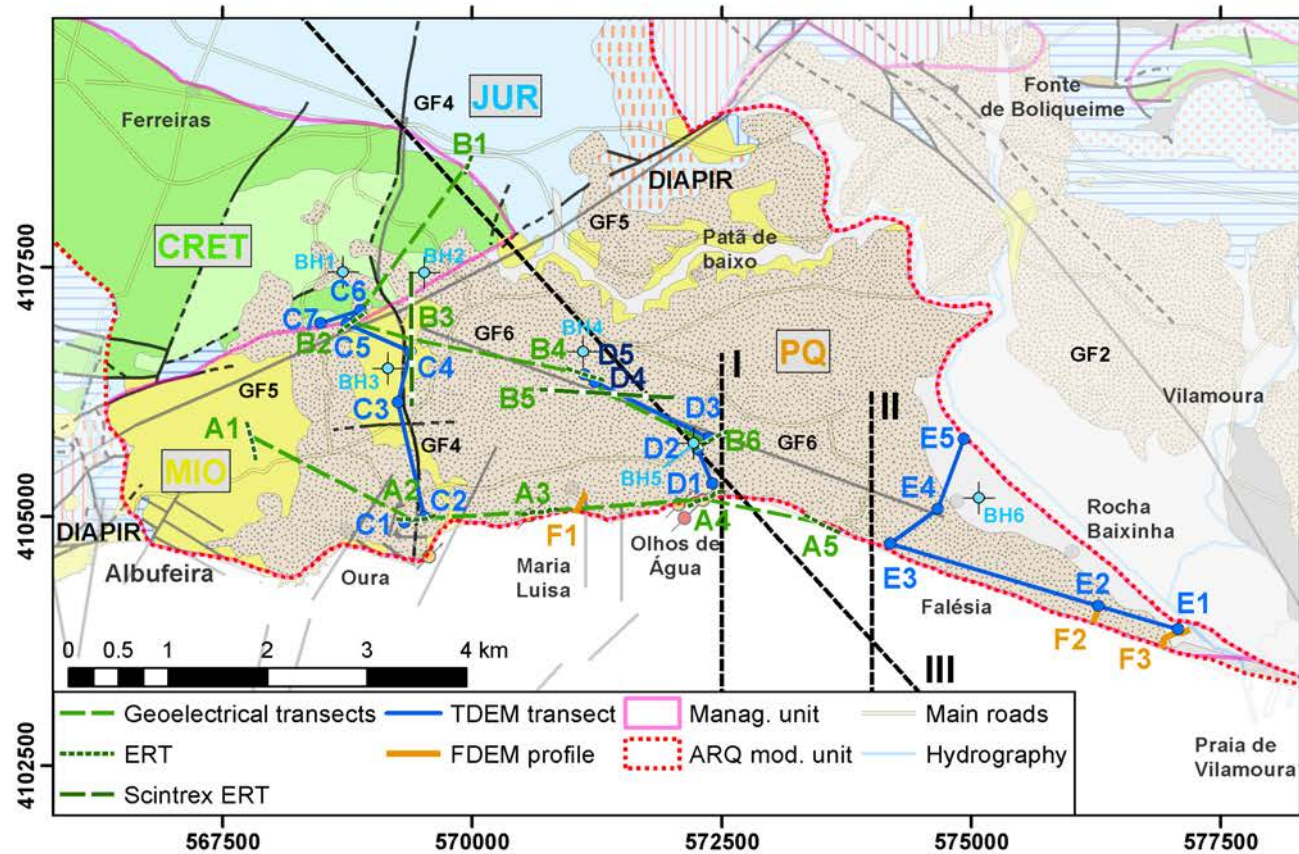 Ferreiras
GF4
JUR
B1
Fonte
de Boliqueime
DIAPIR
GF5
CRET
BH1
BH2
Patã de
baixo
C6
C7
B2
C5
B3
GF6
C4
BH3
BH4
B4
D5
D4
PQ
I
GF2
Vilamoura
GF5
A1
C3
B5
D3
II
MIO
GF4
D2
B6
GF6
BH5
D1
E5
E4
BH6
A2
C2
C1
A3
F1
A4
A5
Rocha
Baixinha
DIAPIR
Albufeira
Oura
Maria
Luisa
Olhos de
Água
E3
Falésia
E2
E1
F2
F3
III
0 0.5 1 2 3 4 km
Geoelectrical transects
TDEM transect
Manag. unit
Main roads
ERT
FDEM profile
ARQ mod. unit
Hydrography
Scintrex ERT
Praia de
Vilamoura
4107500
4105000
4102500
567500 570000 572500 575000 577500